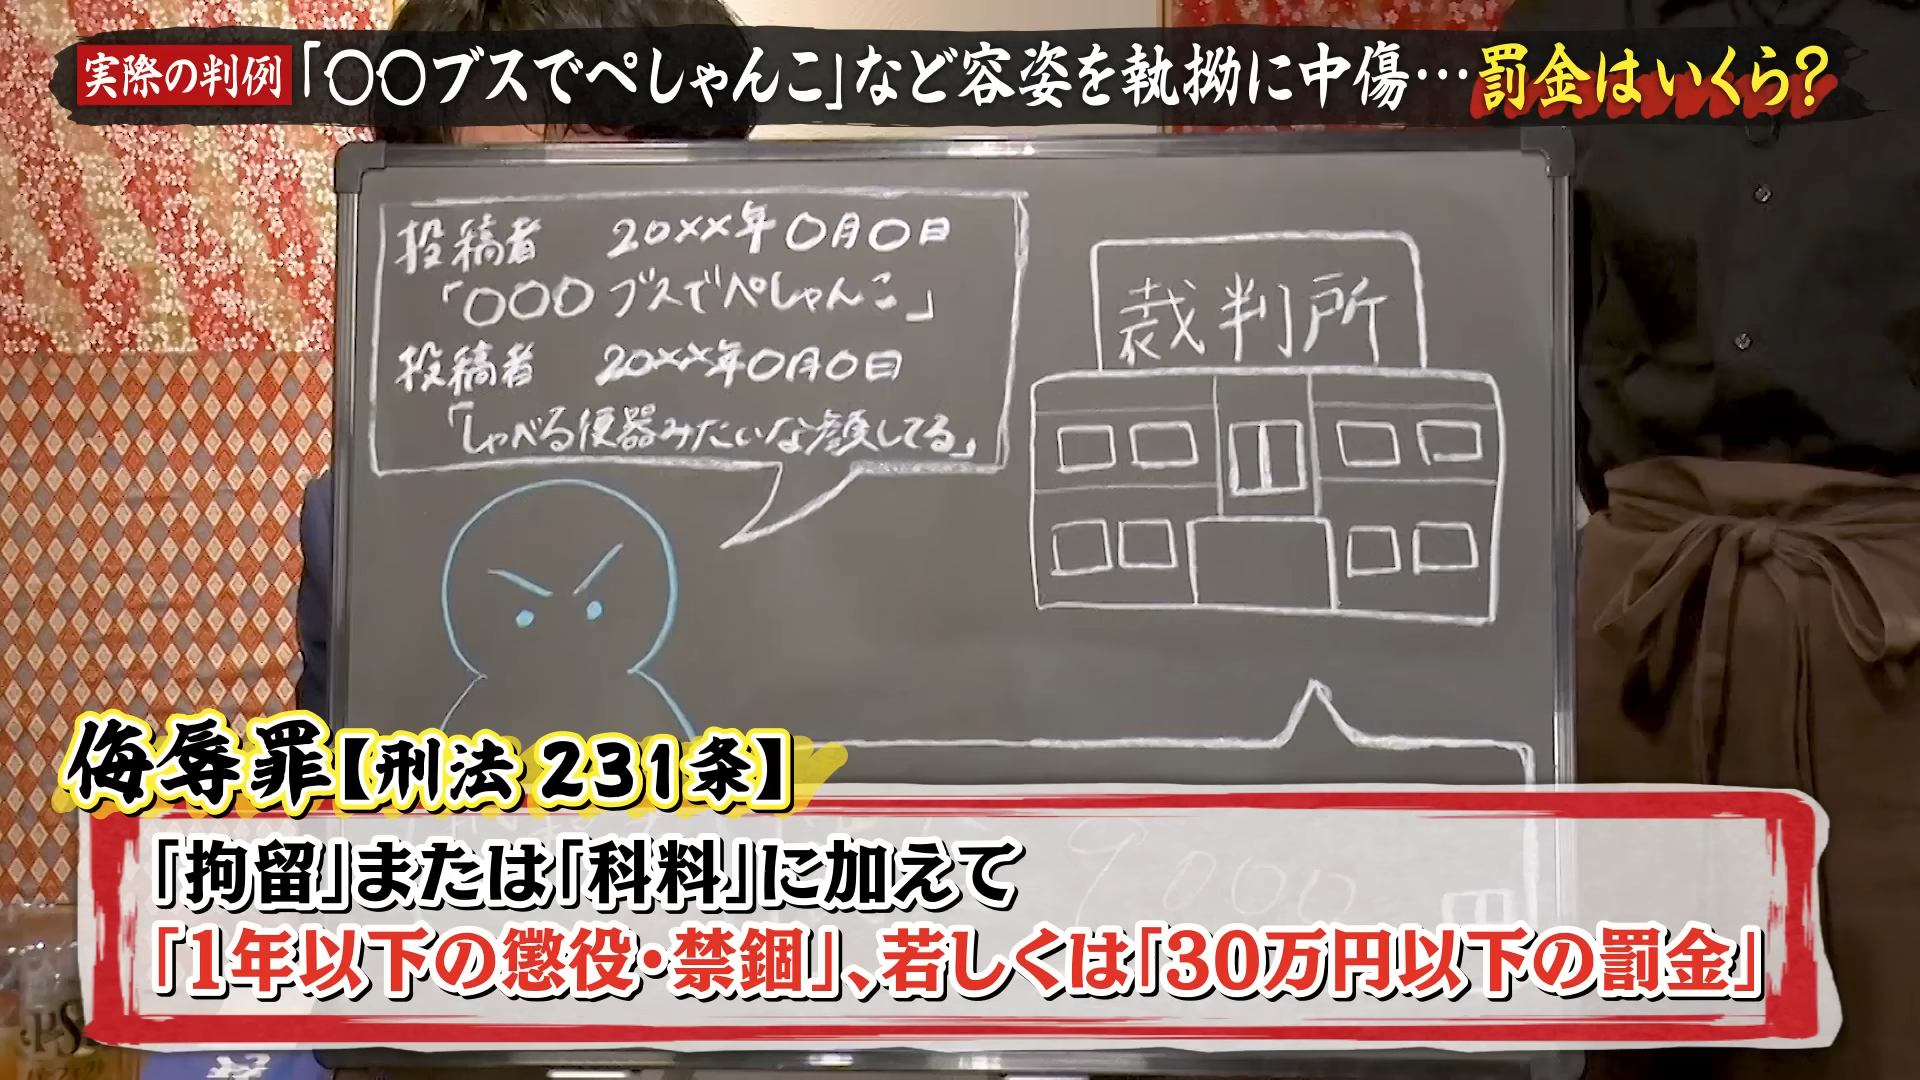 実際の判例「〇〇ブスでぺしゃんこ」など容姿を執拗に中傷…罰金はいくら?
投稿者 20××年〇月〇日
「〇〇〇ブスでぺしゃんこ」
投稿者 20××年〇月〇日
「しゃべる便器みたいな顔してる」
裁判所
侮辱罪【刑法 231条】
「拘留」または「科料」に加えて
「1年以下の懲役・禁錮」、若しくは「30万円以下の罰金」
9000 円